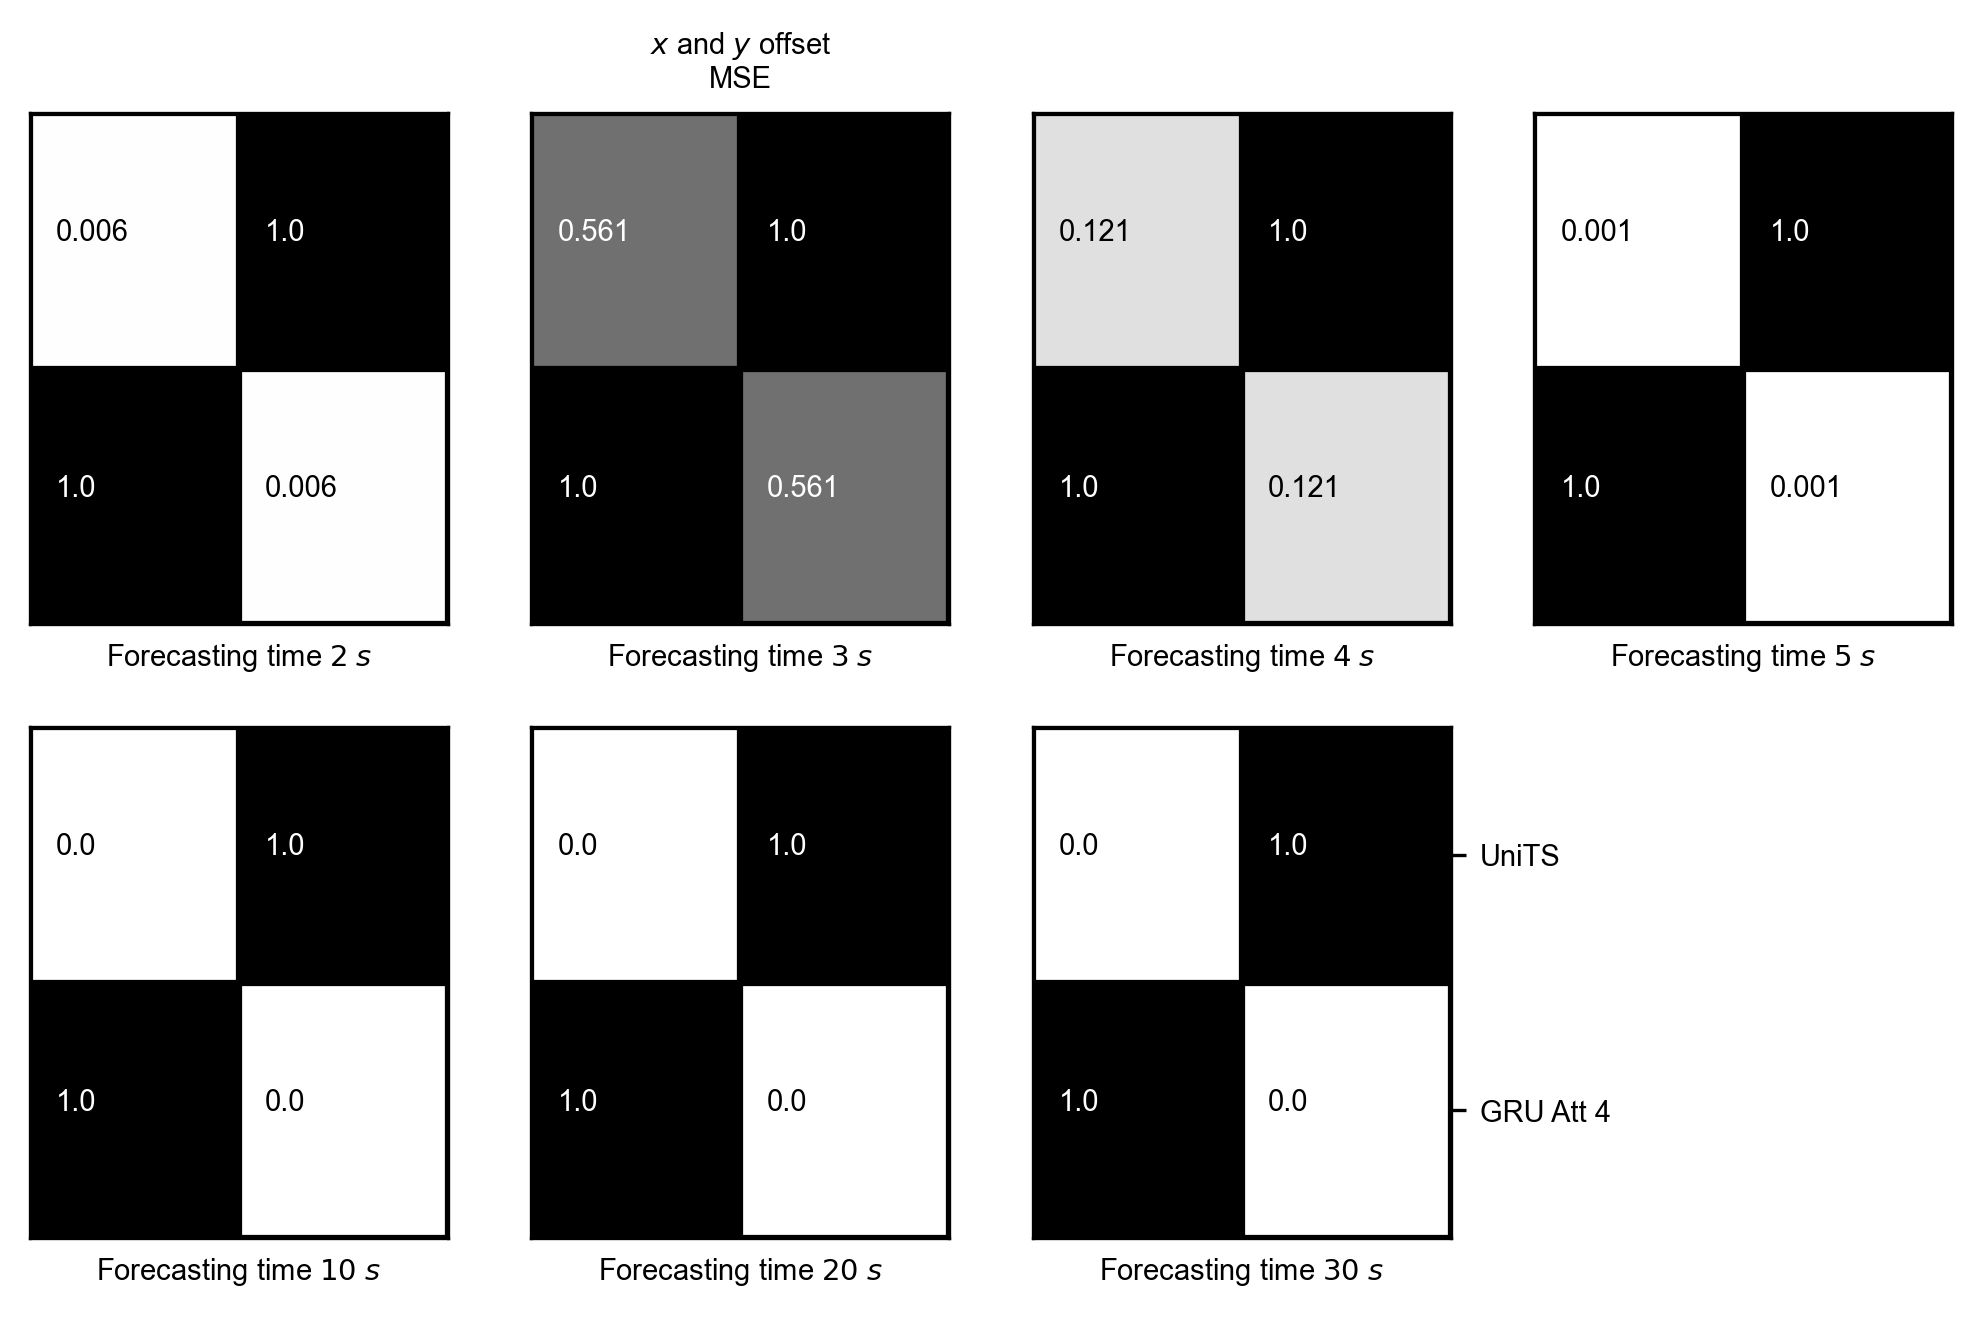 x and y offset
MSE
0.006 1.0
1.0 0.006
Forecasting time 2 s
0.561 1.0
1.0 0.561
Forecasting time 3 s
0.121 1.0
1.0 0.121
Forecasting time 4 s
0.001 1.0
1.0 0.001
Forecasting time 5 s
0.0 1.0
1.0 0.0
Forecasting time 10 s
0.0 1.0
1.0 0.0
Forecasting time 20 s
0.0 1.0
1.0 0.0
Forecasting time 30 s
UniTS
GRU Att 4